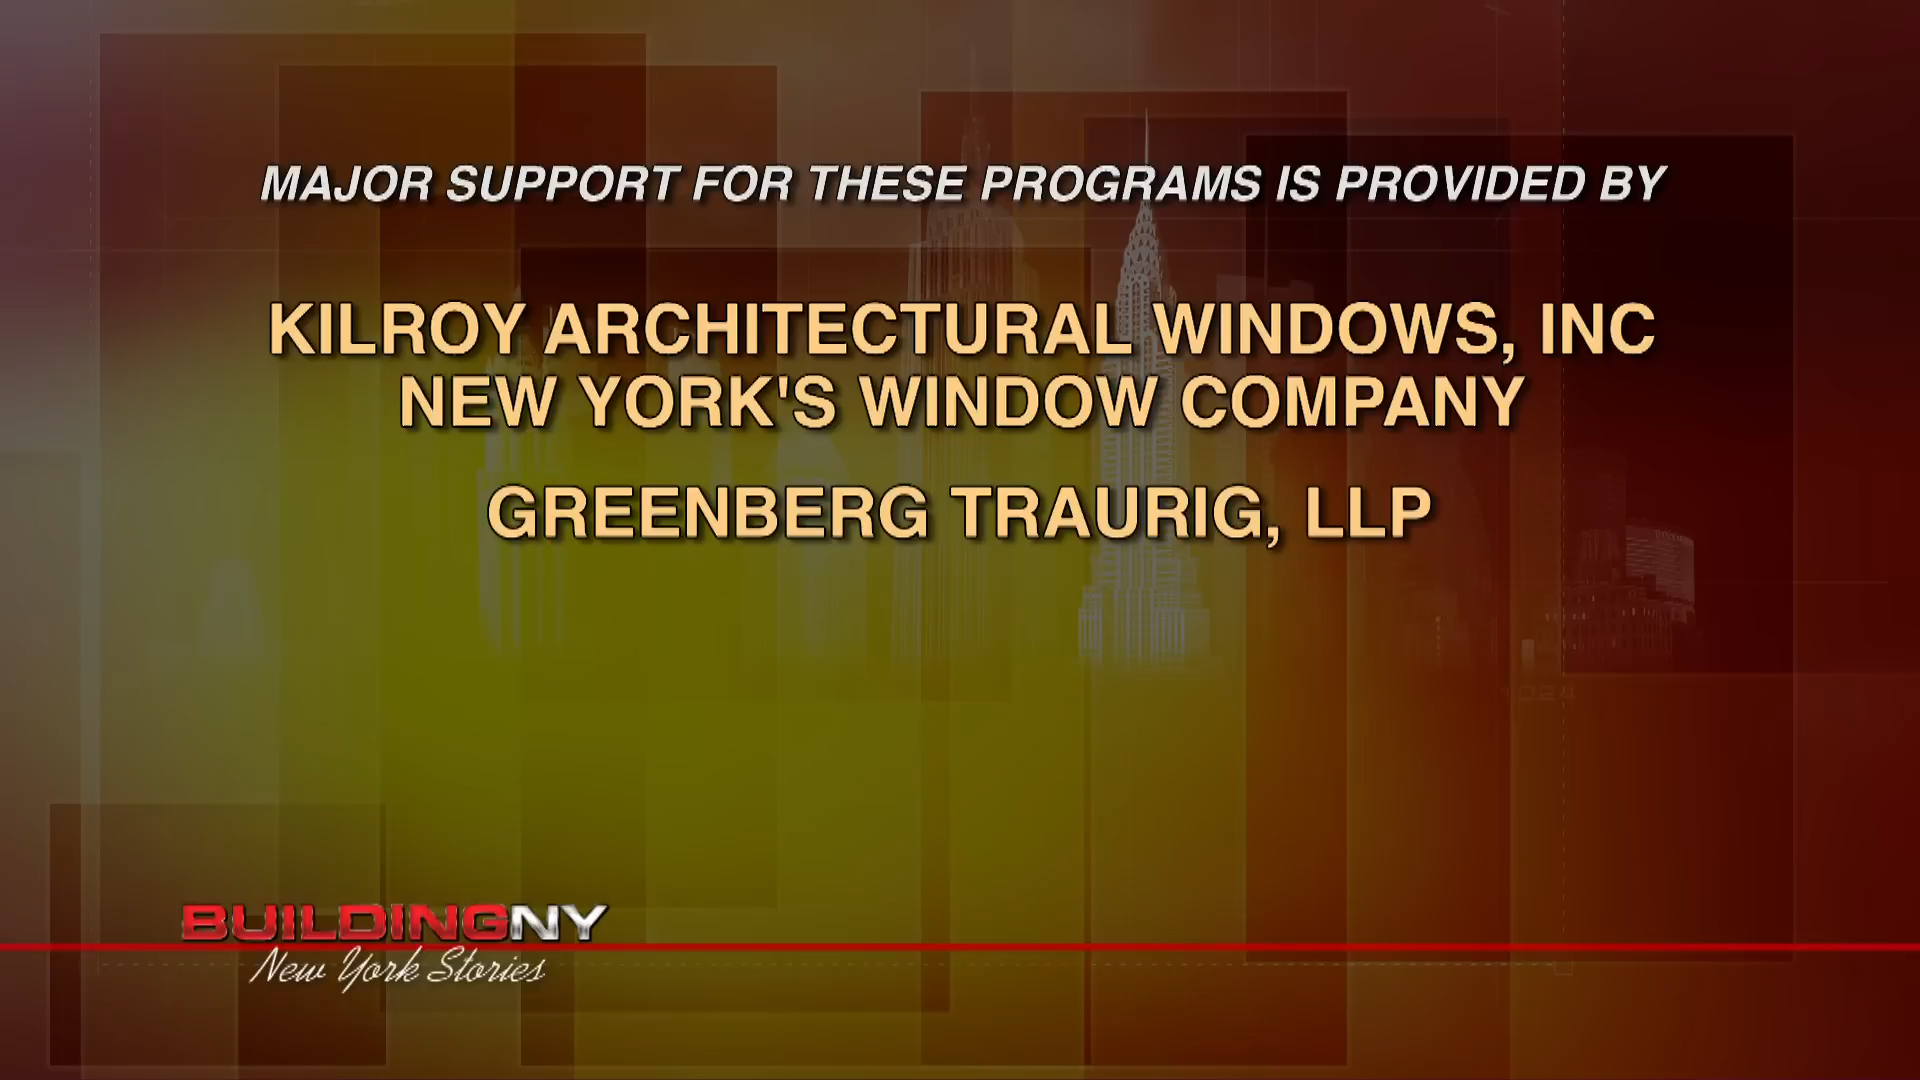 MAJOR SUPPORT FOR THESE PROGRAMS IS PROVIDED BY
KILROY ARCHITECTURAL WINDOWS, INC
NEW YORK'S WINDOW COMPANY
GREENBERG TRAURIG, LLP
BUILDINGNY
New York Stories